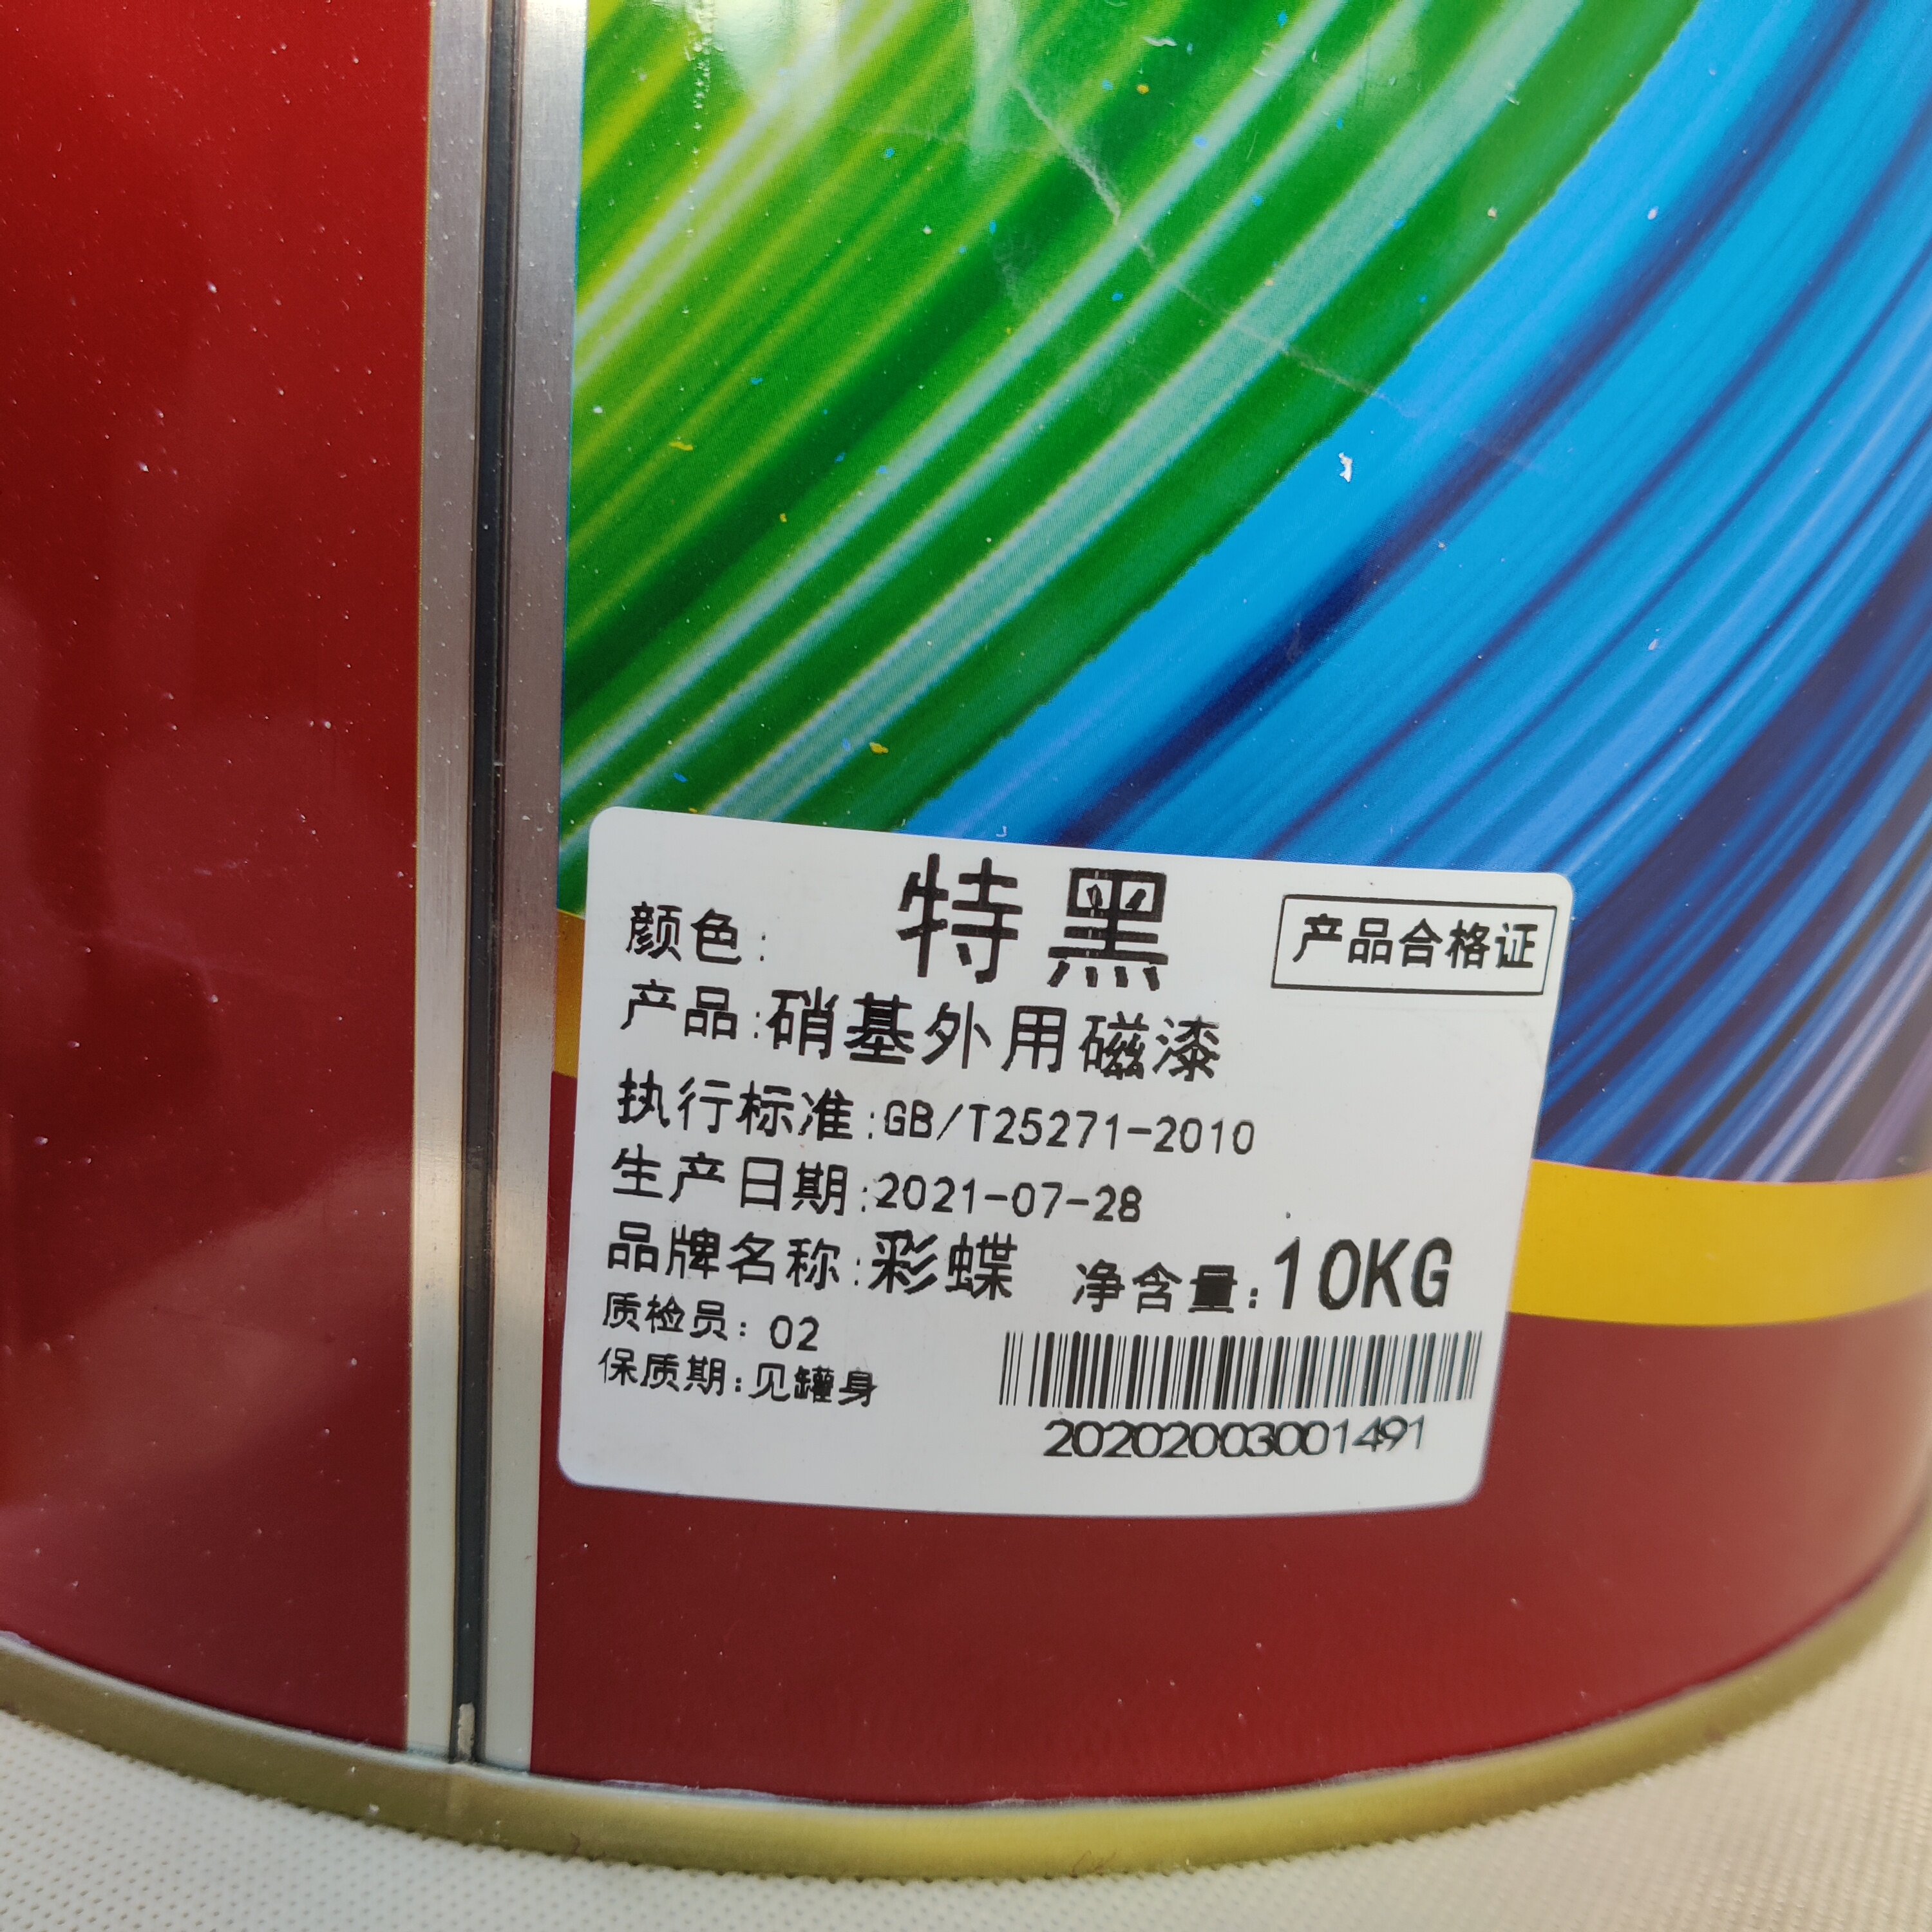 颜色: 特黑
产品合格证
产品:硝基外用磁漆
执行标准:GB/T25271-2010
生产日期:2021-07-28
品牌名称:彩蝶 净含量:10KG
质检员: 02
保质期:见罐身
20202003001491